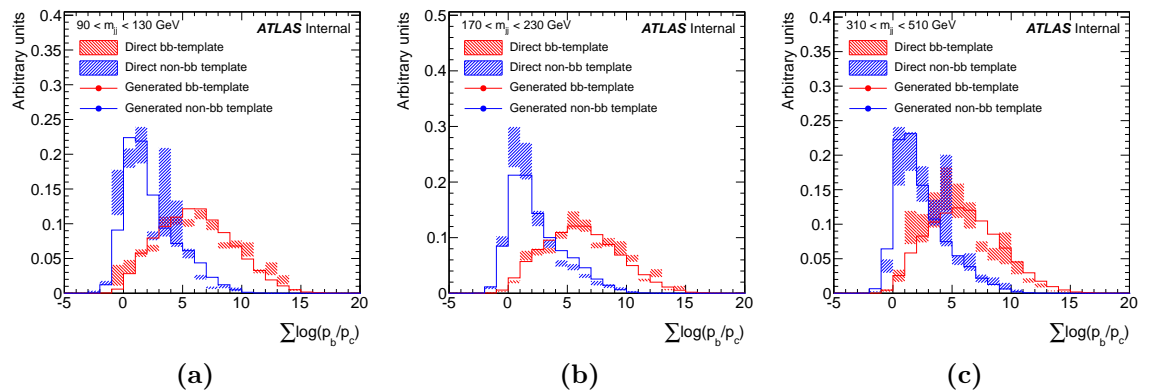 90 < m_jj < 130 GeV
ATLAS Internal
Direct bb-template
Direct non-bb template
Generated bb-template
Generated non-bb template
Arbitrary units
0.4
0.35
0.3
0.25
0.2
0.15
0.1
0.05
0
-5 0 5 10 15 20
∑log(p_b/p_c)
(a)
170 < m_jj < 230 GeV
ATLAS Internal
Direct bb-template
Direct non-bb template
Generated bb-template
Generated non-bb template
Arbitrary units
0.5
0.4
0.3
0.2
0.1
0
-5 0 5 10 15 20
∑log(p_b/p_c)
(b)
310 < m_jj < 510 GeV
ATLAS Internal
Direct bb-template
Direct non-bb template
Generated bb-template
Generated non-bb template
Arbitrary units
0.4
0.35
0.3
0.25
0.2
0.15
0.1
0.05
0
-5 0 5 10 15 20
∑log(p_b/p_c)
(c)